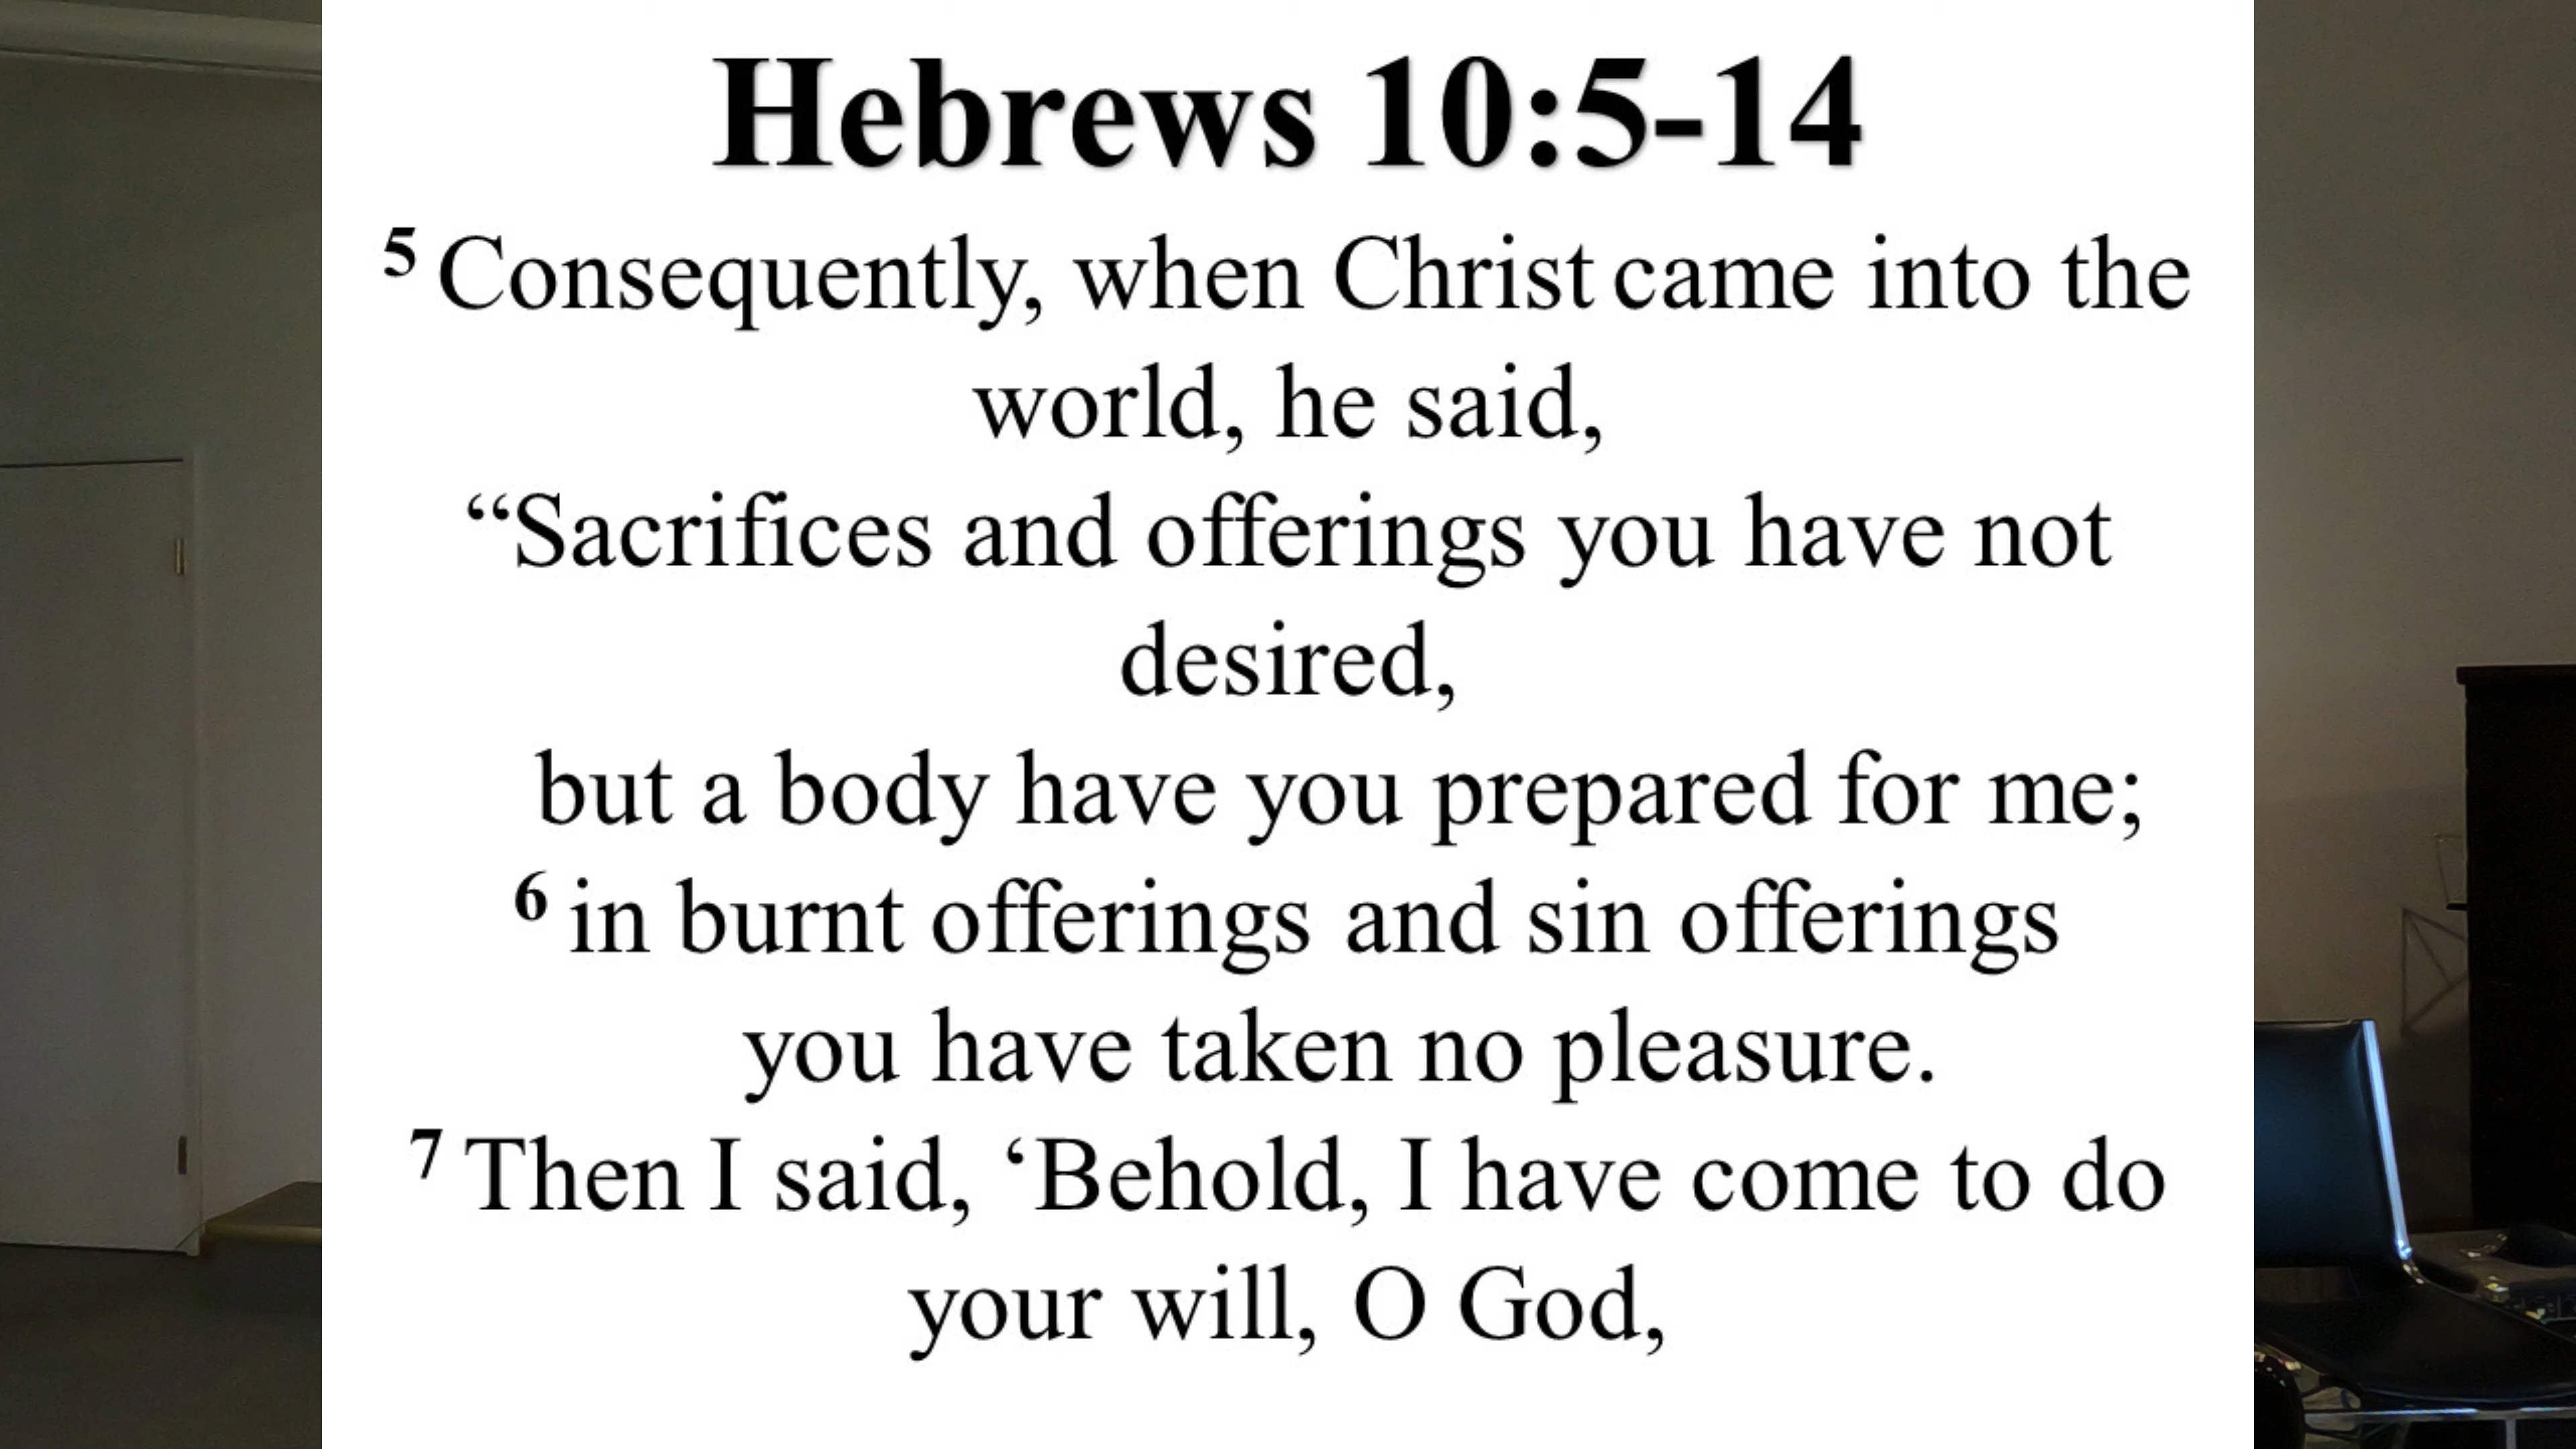 Hebrews 10:5-14
5 Consequently, when Christ came into the
world, he said,
“Sacrifices and offerings you have not
desired,
but a body have you prepared for me;
6 in burnt offerings and sin offerings
you have taken no pleasure.
7 Then I said, ‘Behold, I have come to do
your will, O God,